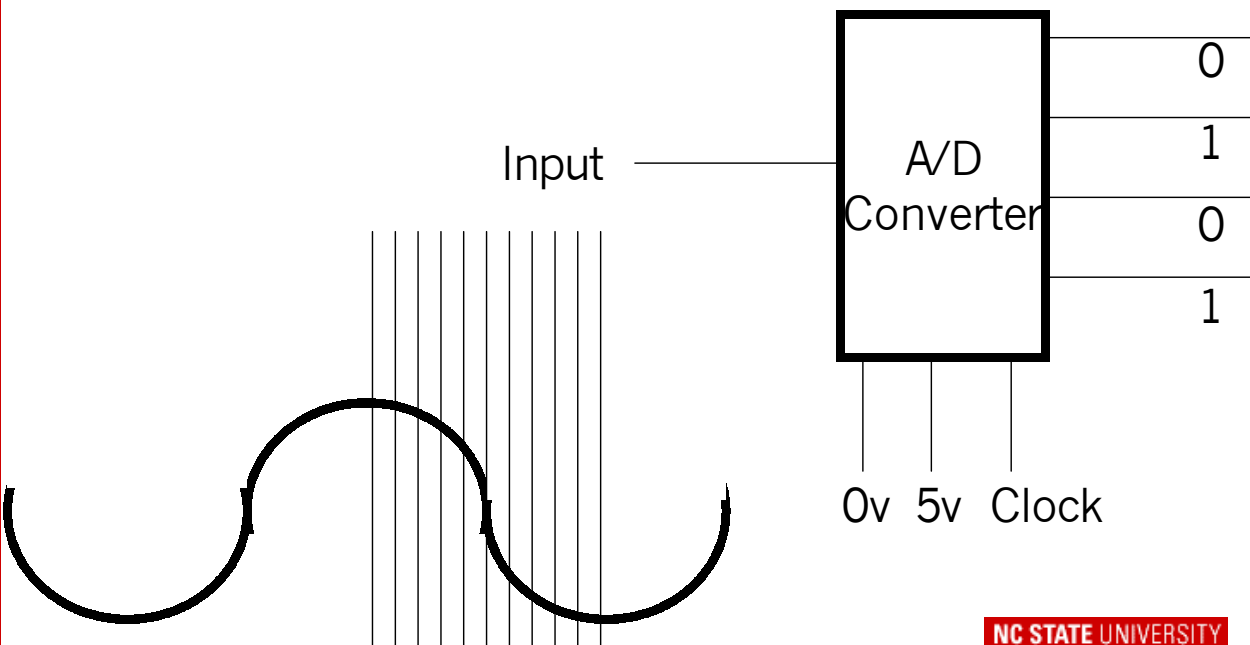 Input
A/D
Converter
0
1
0
1
0v 5v Clock
NC STATE UNIVERSITY